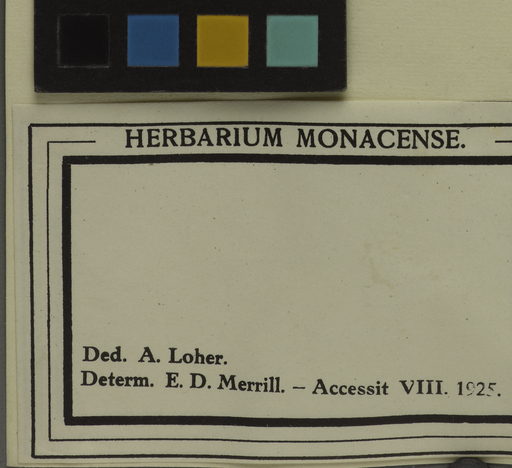 HERBARIUM MONACENSE.
Ded. A. Loher.
Determ. E. D. Merrill. — Accessit VIII. 1925.